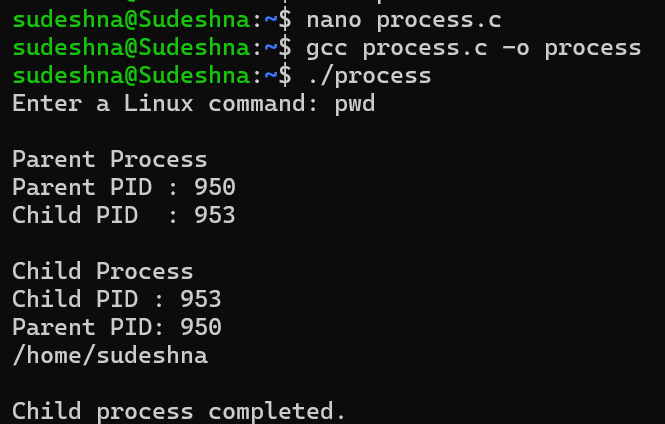 sudeshna@Sudeshna:~$ nano process.c
sudeshna@Sudeshna:~$ gcc process.c -o process
sudeshna@Sudeshna:~$ ./process
Enter a Linux command: pwd

Parent Process
Parent PID : 950
Child PID  : 953

Child Process
Child PID : 953
Parent PID: 950
/home/sudeshna

Child process completed.